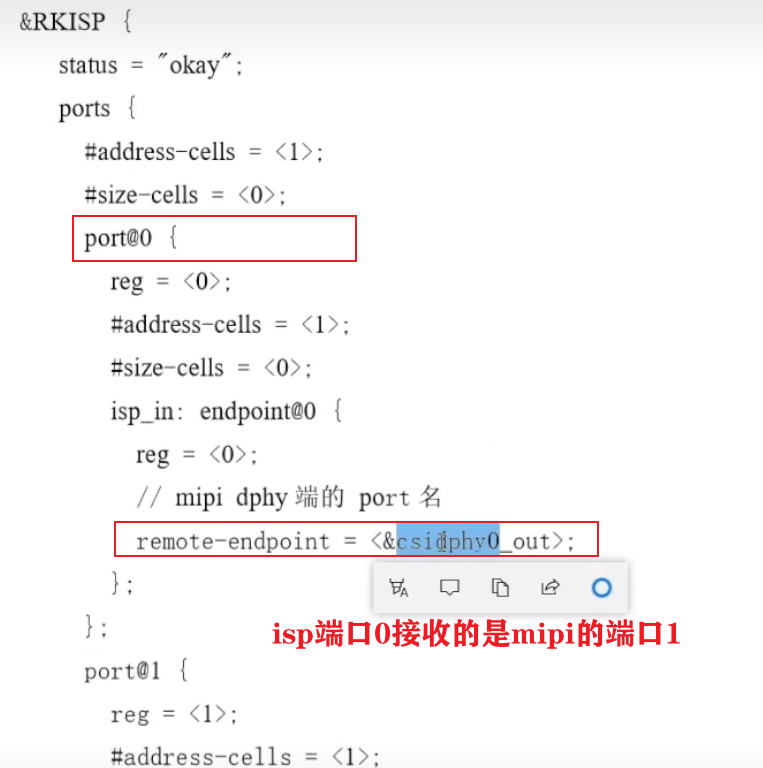 &RKISP {
status = "okay";
ports {
#address-cells = <1>;
#size-cells = <0>;
port@0 {
reg = <0>;
#address-cells = <1>;
#size-cells = <0>;
isp_in: endpoint@0 {
reg = <0>;
// mipi dphy 端的 port 名
remote-endpoint = <&csidphy0_out>;
};
};
isp端口0接收的是mipi的端口1
port@1 {
reg = <1>;
#address-cells = <1>;